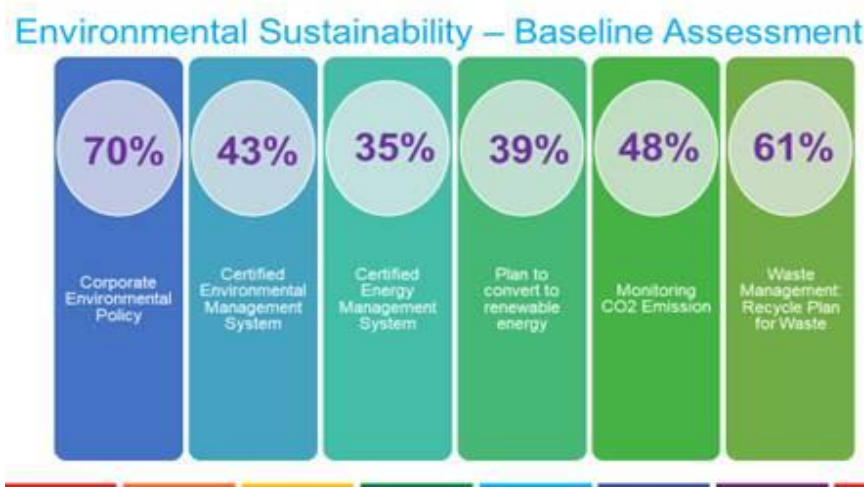 Environmental Sustainability – Baseline Assessment
70%
Corporate
Environmental
Policy
43%
Certified
Environmental
Management
System
35%
Certified
Energy
Management
System
39%
Plan to
convert to
renewable
energy
48%
Monitoring
CO2 Emission
61%
Waste
Management:
Recycle Plan
for Waste